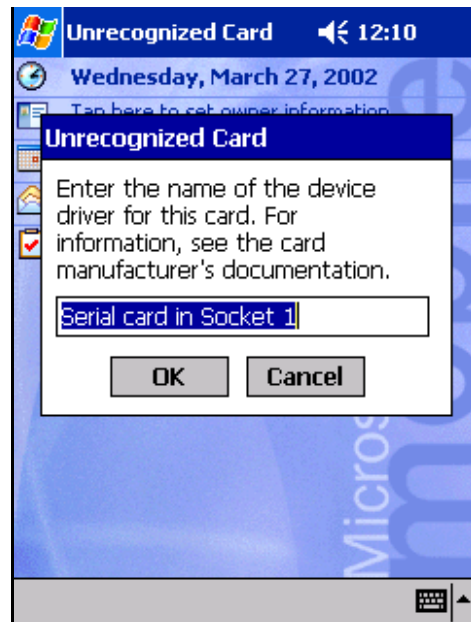 Unrecognized Card 12:10
Wednesday, March 27, 2002
Tap here to set owner information
Unrecognized Card
Enter the name of the device
driver for this card. For
information, see the card
manufacturer's documentation.
Serial card in Socket 1
OK Cancel
Micros